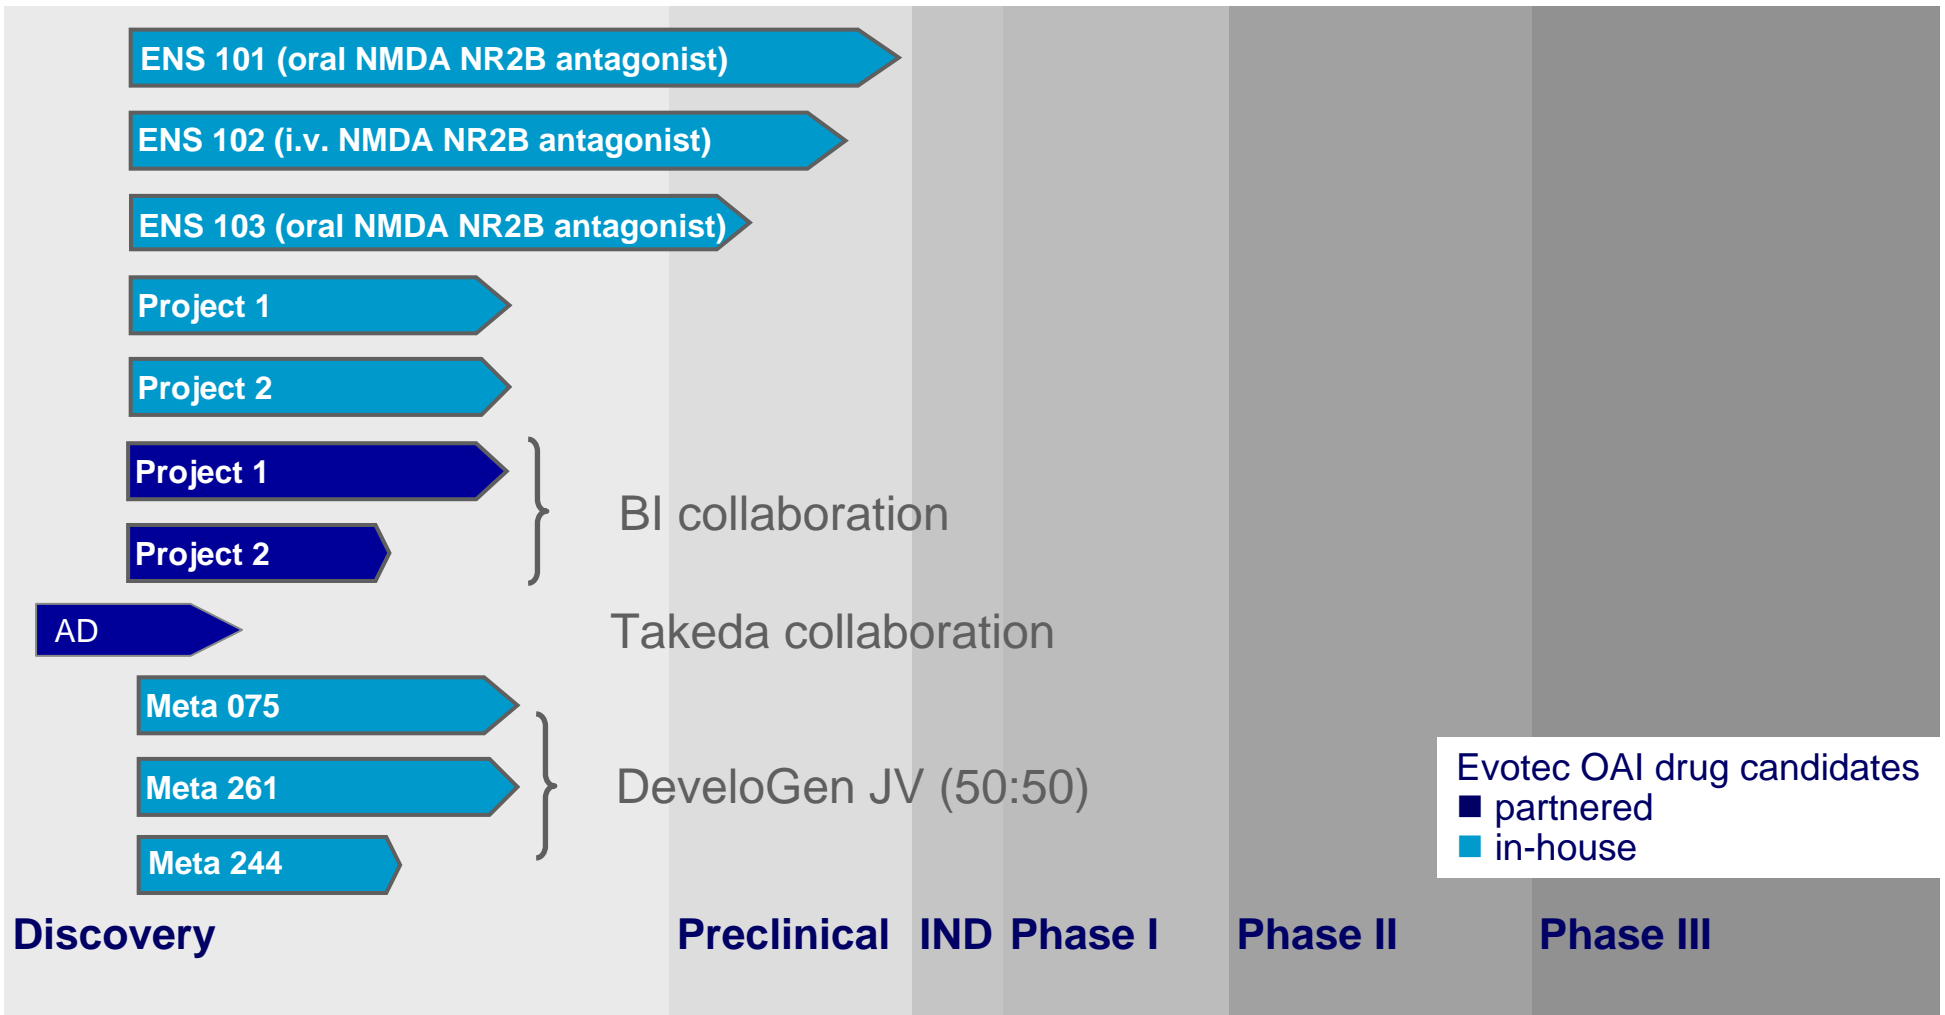 ENS 101 (oral NMDA NR2B antagonist)
ENS 102 (i.v. NMDA NR2B antagonist)
ENS 103 (oral NMDA NR2B antagonist)
Project 1
Project 2
Project 1
Project 2
BI collaboration
AD
Takeda collaboration
Meta 075
Meta 261
Meta 244
DeveloGen JV (50:50)
Evotec OAI drug candidates
partnered
in-house
Discovery
Preclinical
IND
Phase I
Phase II
Phase III